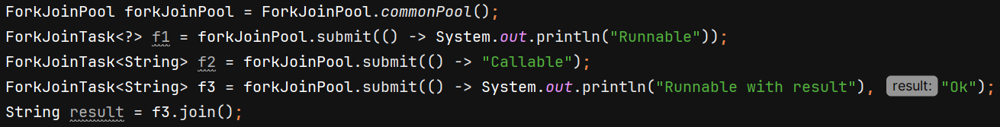 ForkJoinPool forkJoinPool = ForkJoinPool.commonPool();
ForkJoinTask<?> f1 = forkJoinPool.submit(() -> System.out.println("Runnable"));
ForkJoinTask<String> f2 = forkJoinPool.submit(() -> "Callable");
ForkJoinTask<String> f3 = forkJoinPool.submit(() -> System.out.println("Runnable with result"), result: "Ok");
String result = f3.join();